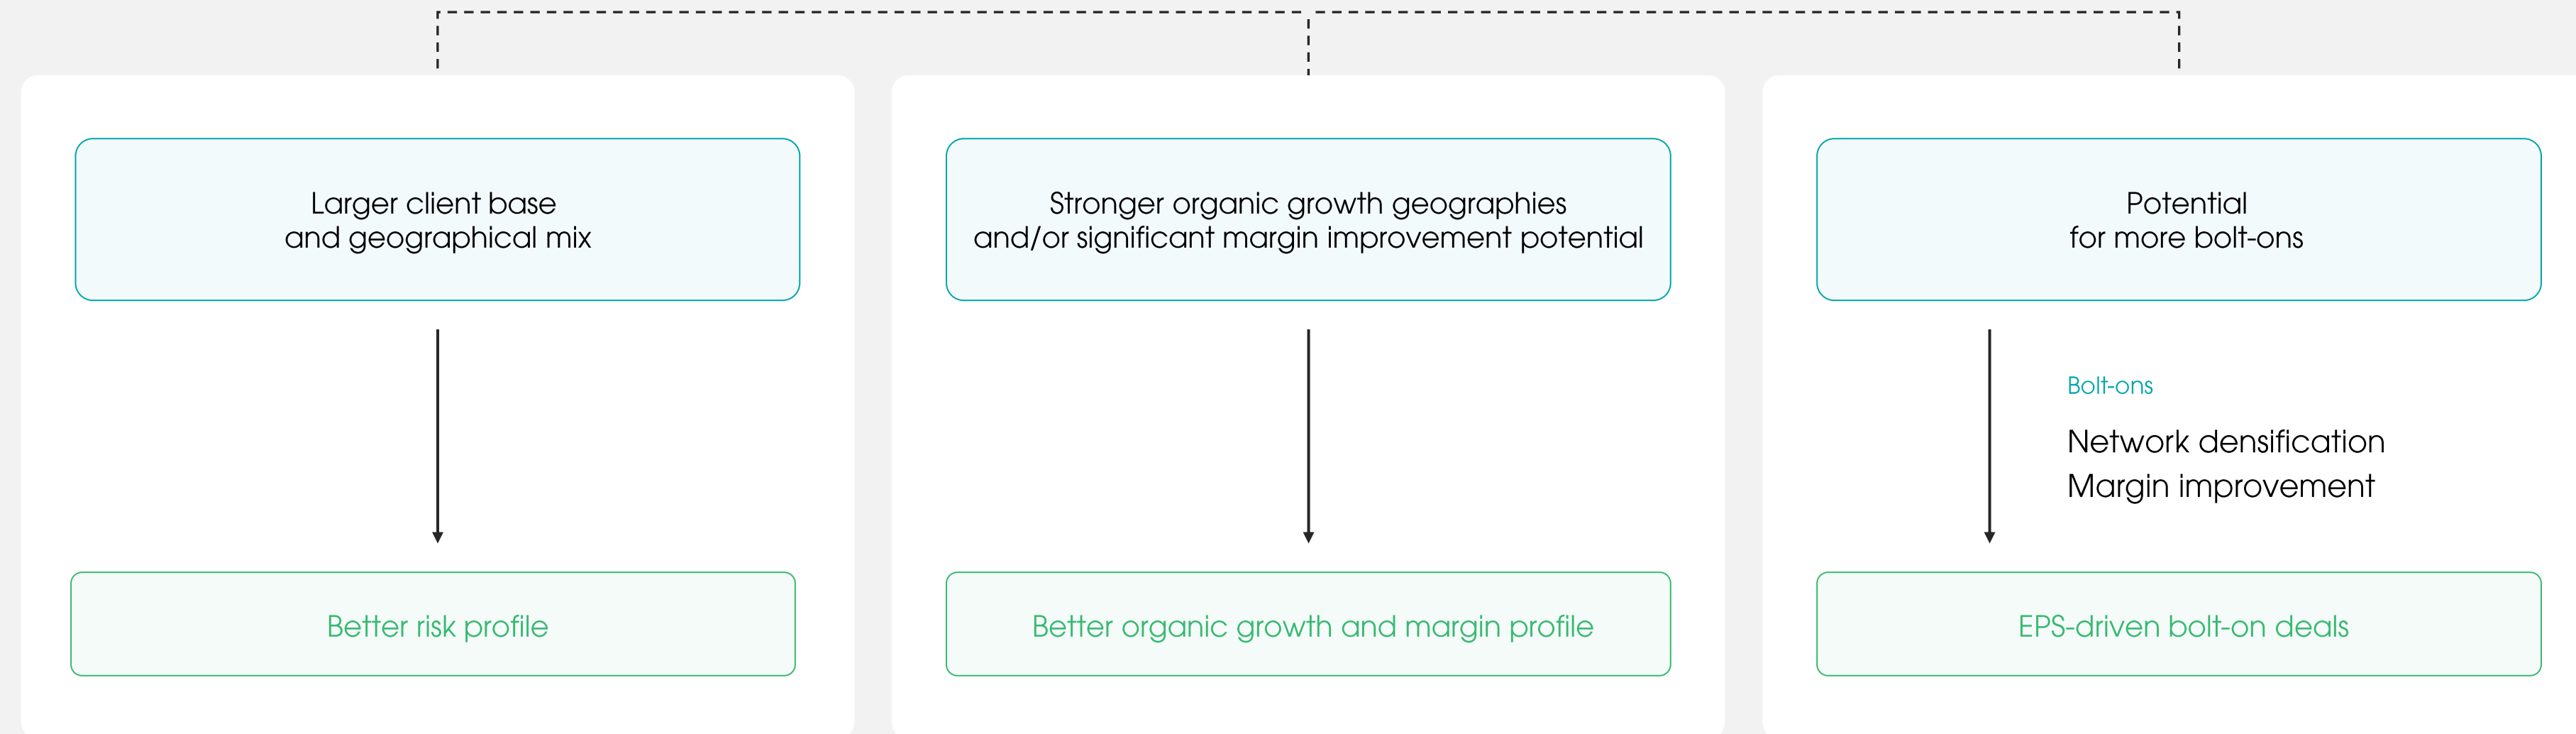 Larger client base
and geographical mix
Better risk profile
Stronger organic growth geographies
and/or significant margin improvement potential
Better organic growth and margin profile
Potential
for more bolt-ons
Bolt-ons
Network densification
Margin improvement
EPS-driven bolt-on deals